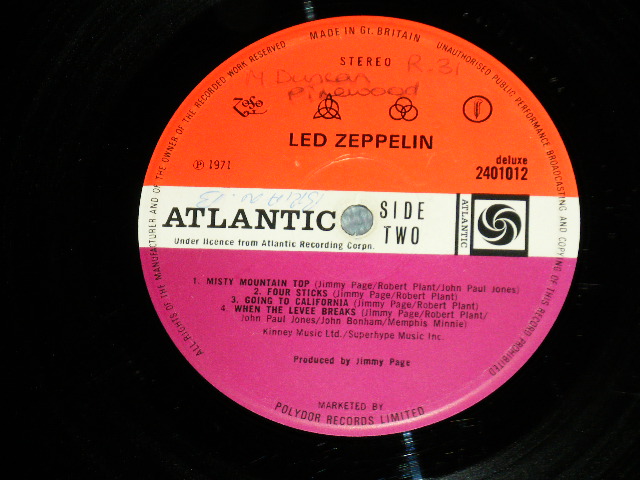 MADE IN Gt. BRITAIN
UNAUTHORISED PUBLIC PERFORMANCE BROADCASTING AND COPYING OF THIS RECORD PROHIBITED
ALL RIGHTS OF THE MANUFACTURER AND OF THE OWNER OF THE RECORDED WORK RESERVED
STEREO
Duncan R.31
Pinewood
LED ZEPPELIN
℗ 1971
deluxe
2401012
ATLANTIC
SIDE
TWO
ATLANTIC
Under licence from Atlantic Recording Corpn.
1. MISTY MOUNTAIN TOP (Jimmy Page/Robert Plant/John Paul Jones)
2. FOUR STICKS (Jimmy Page/Robert Plant)
3. GOING TO CALIFORNIA (Jimmy Page/Robert Plant)
4. WHEN THE LEVEE BREAKS (Jimmy Page/Robert Plant/
John Paul Jones/John Bonham/Memphis Minnie)
Kinney Music Ltd./Superhype Music Inc.
Produced by Jimmy Page
MARKETED BY
POLYDOR RECORDS LIMITED